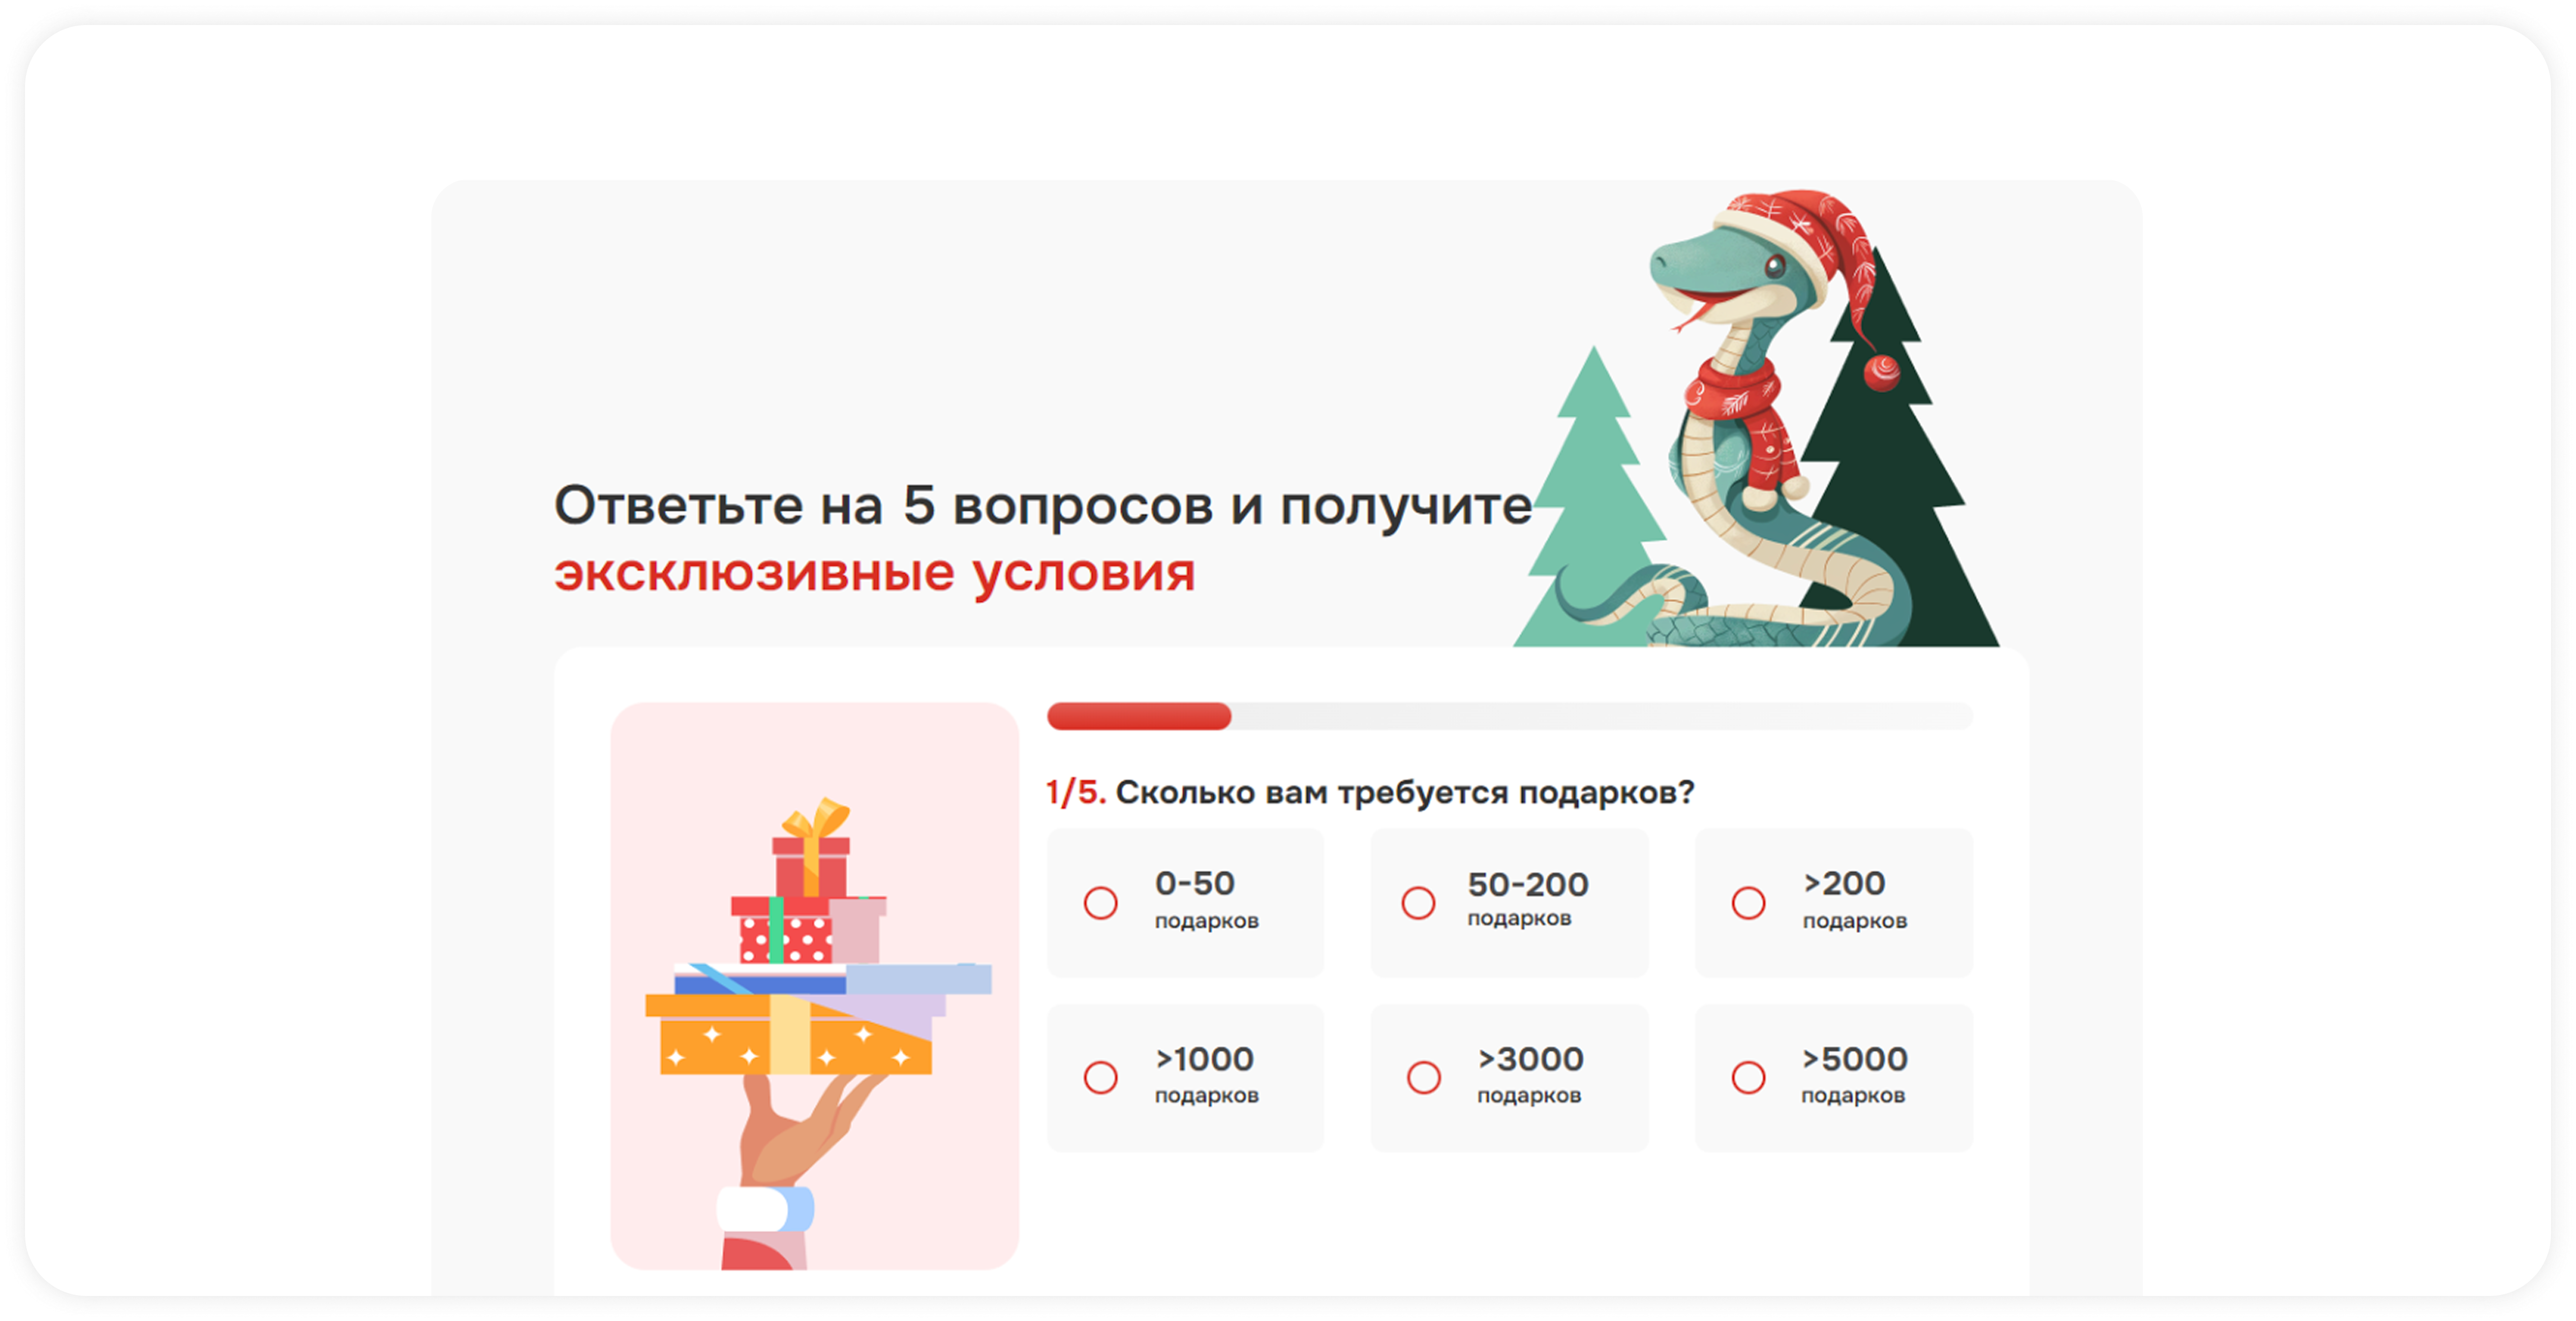 Ответьте на 5 вопросов и получите
эксклюзивные условия
1/5. Сколько вам требуется подарков?
0-50
подарков
50-200
подарков
>200
подарков
>1000
подарков
>3000
подарков
>5000
подарков